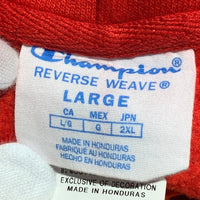 Champion
REVERSE WEAVE®
LARGE
CA MEX JPN
L/G G 2XL
MADE IN HONDURAS
FABRIQUÉ AU HONDURAS
HECHO EN HONDURAS
EXCLUSIVE OF DECORATION
MADE IN HONDURAS